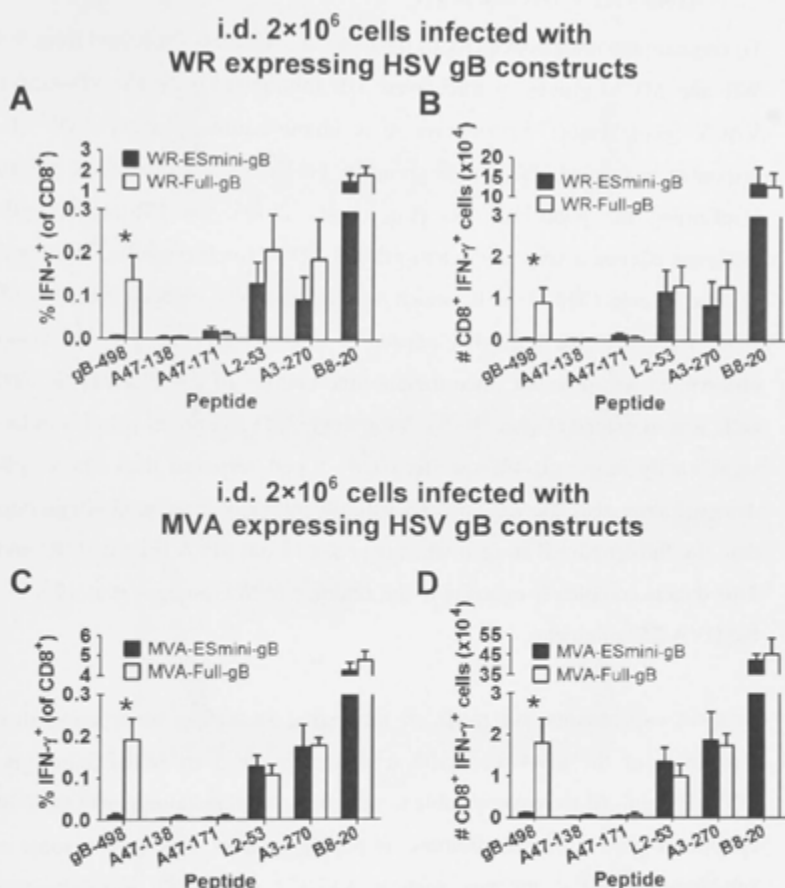 i.d. 2×10⁶ cells infected with
WR expressing HSV gB constructs
A
% IFN-γ⁺ (of CD8⁺)
3
2
1
0.3
0.2
0.1
0.0
WR-ESmini-gB
WR-Full-gB
*
gB-498
A47-138
A47-171
L2-53
A3-270
B8-20
Peptide
B
# CD8⁺ IFN-γ⁺ cells (x10⁻⁴)
20
15
10
5
3
2
1
0
WR-ESmini-gB
WR-Full-gB
*
gB-498
A47-138
A47-171
L2-53
A3-270
B8-20
Peptide
i.d. 2×10⁶ cells infected with
MVA expressing HSV gB constructs
C
% IFN-γ⁺ (of CD8⁺)
6
5
4
0.3
0.2
0.1
0.0
MVA-ESmini-gB
MVA-Full-gB
*
gB-498
A47-138
A47-171
L2-53
A3-270
B8-20
Peptide
D
# CD8⁺ IFN-γ⁺ cells (x10⁻⁴)
55
45
35
3
2
1
0
MVA-ESmini-gB
MVA-Full-gB
*
gB-498
A47-138
A47-171
L2-53
A3-270
B8-20
Peptide